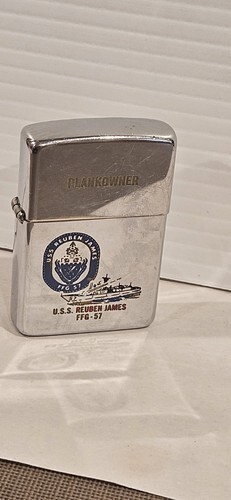 PLANKOWNER
USS REUBEN JAMES
FFG 57
U.S.S. REUBEN JAMES
FFG-57